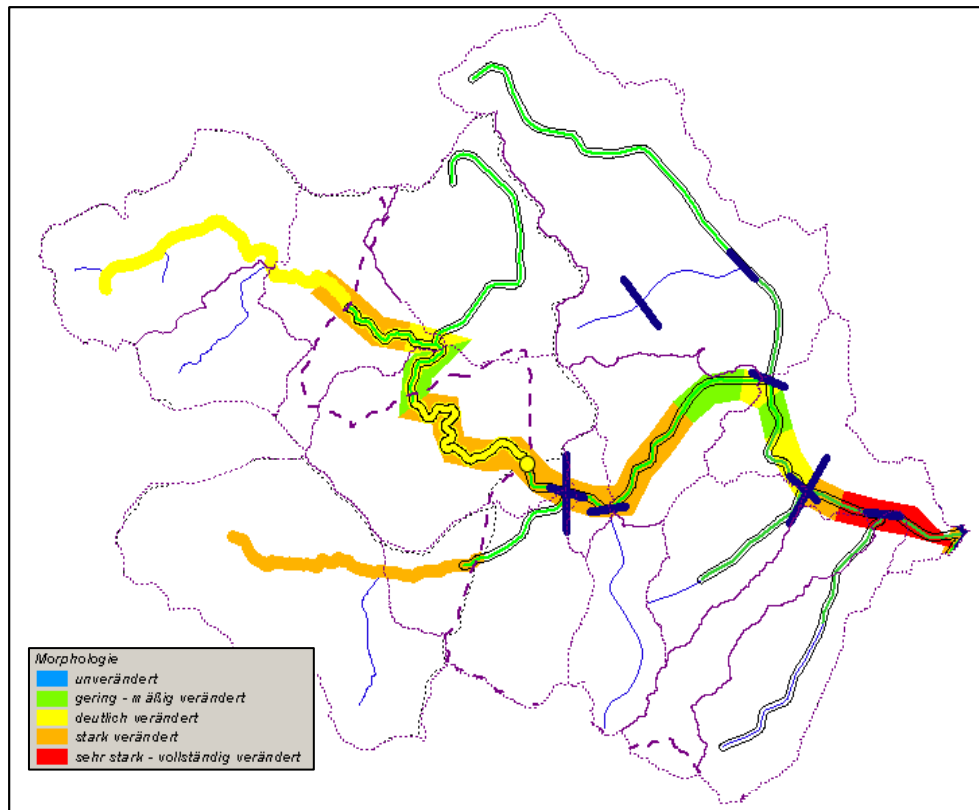 Morphologie
unverändert
gering - mäßig verändert
deutlich verändert
stark verändert
sehr stark - vollständig verändert